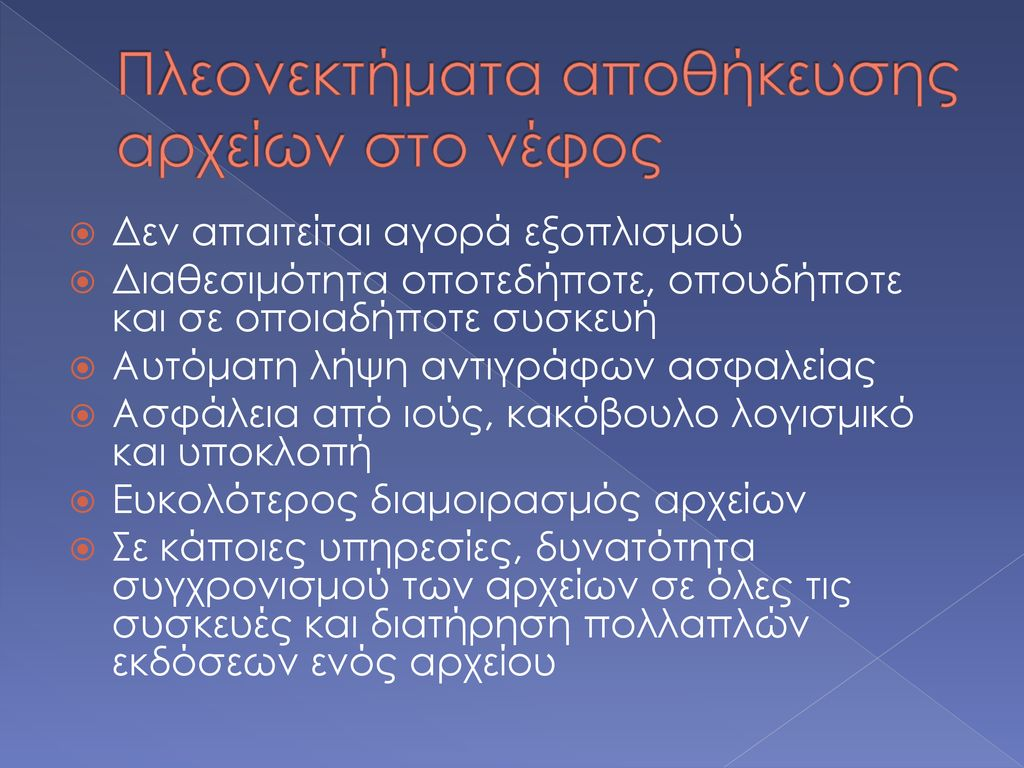 Πλεονεκτήματα αποθήκευσης
αρχείων στο νέφος
Δεν απαιτείται αγορά εξοπλισμού
Διαθεσιμότητα οποτεδήποτε, οπουδήποτε
και σε οποιαδήποτε συσκευή
Αυτόματη λήψη αντιγράφων ασφαλείας
Ασφάλεια από ιούς, κακόβουλο λογισμικό
και υποκλοπή
Ευκολότερος διαμοιρασμός αρχείων
Σε κάποιες υπηρεσίες, δυνατότητα
συγχρονισμού των αρχείων σε όλες τις
συσκευές και διατήρηση πολλαπλών
εκδόσεων ενός αρχείου